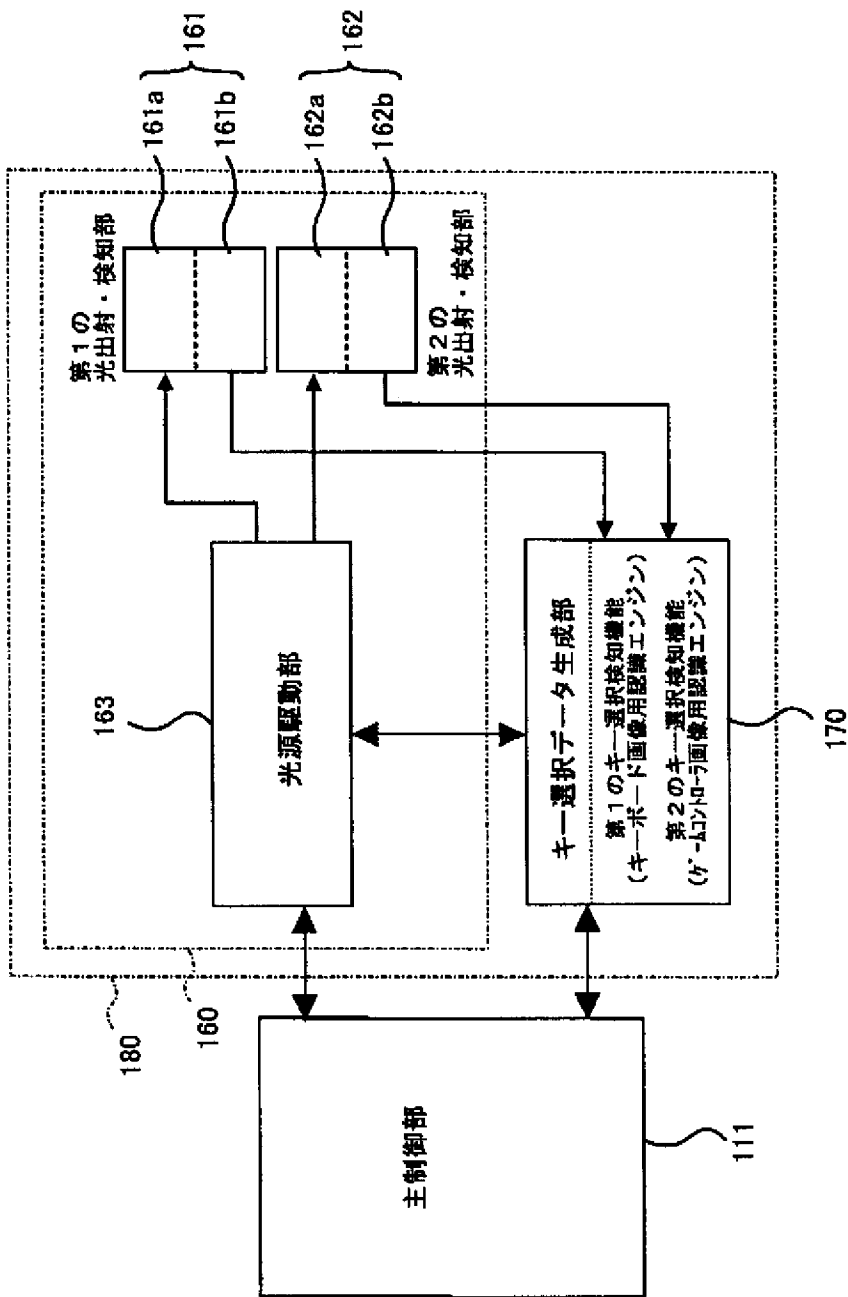 161
161a
161b
162
162a
162b
第1の
光出射・検知部
第2の
光出射・検知部
163
光源駆動部
キー選択データ生成部
第1のキー選択検知機能
(キーボード画像用認識エンジン)
第2のキー選択検知機能
(ゲームコントローラ画像用認識エンジン)
170
180
160
主制御部
111